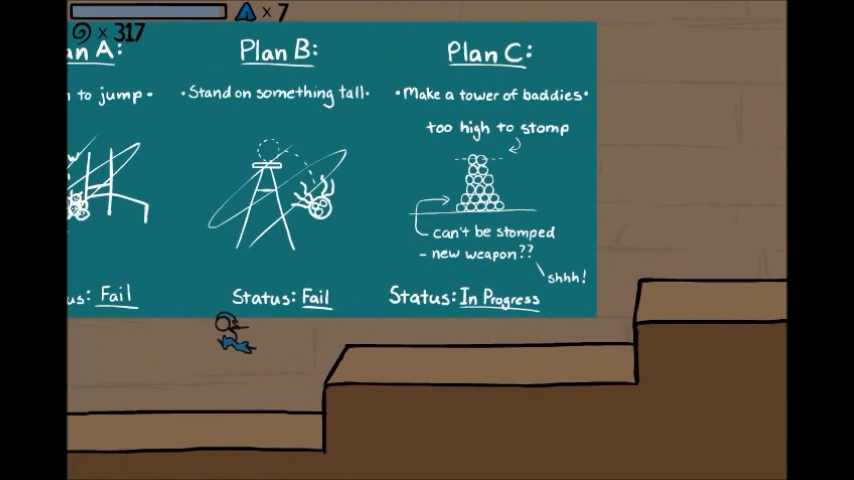 × 7
× 317
an A:
n to jump •
us: Fail
Plan B:
• Stand on something tall •
Status: Fail
Plan C:
• Make a tower of baddies •
too high to stomp
can't be stomped
- new weapon??
shhh!
Status: In Progress